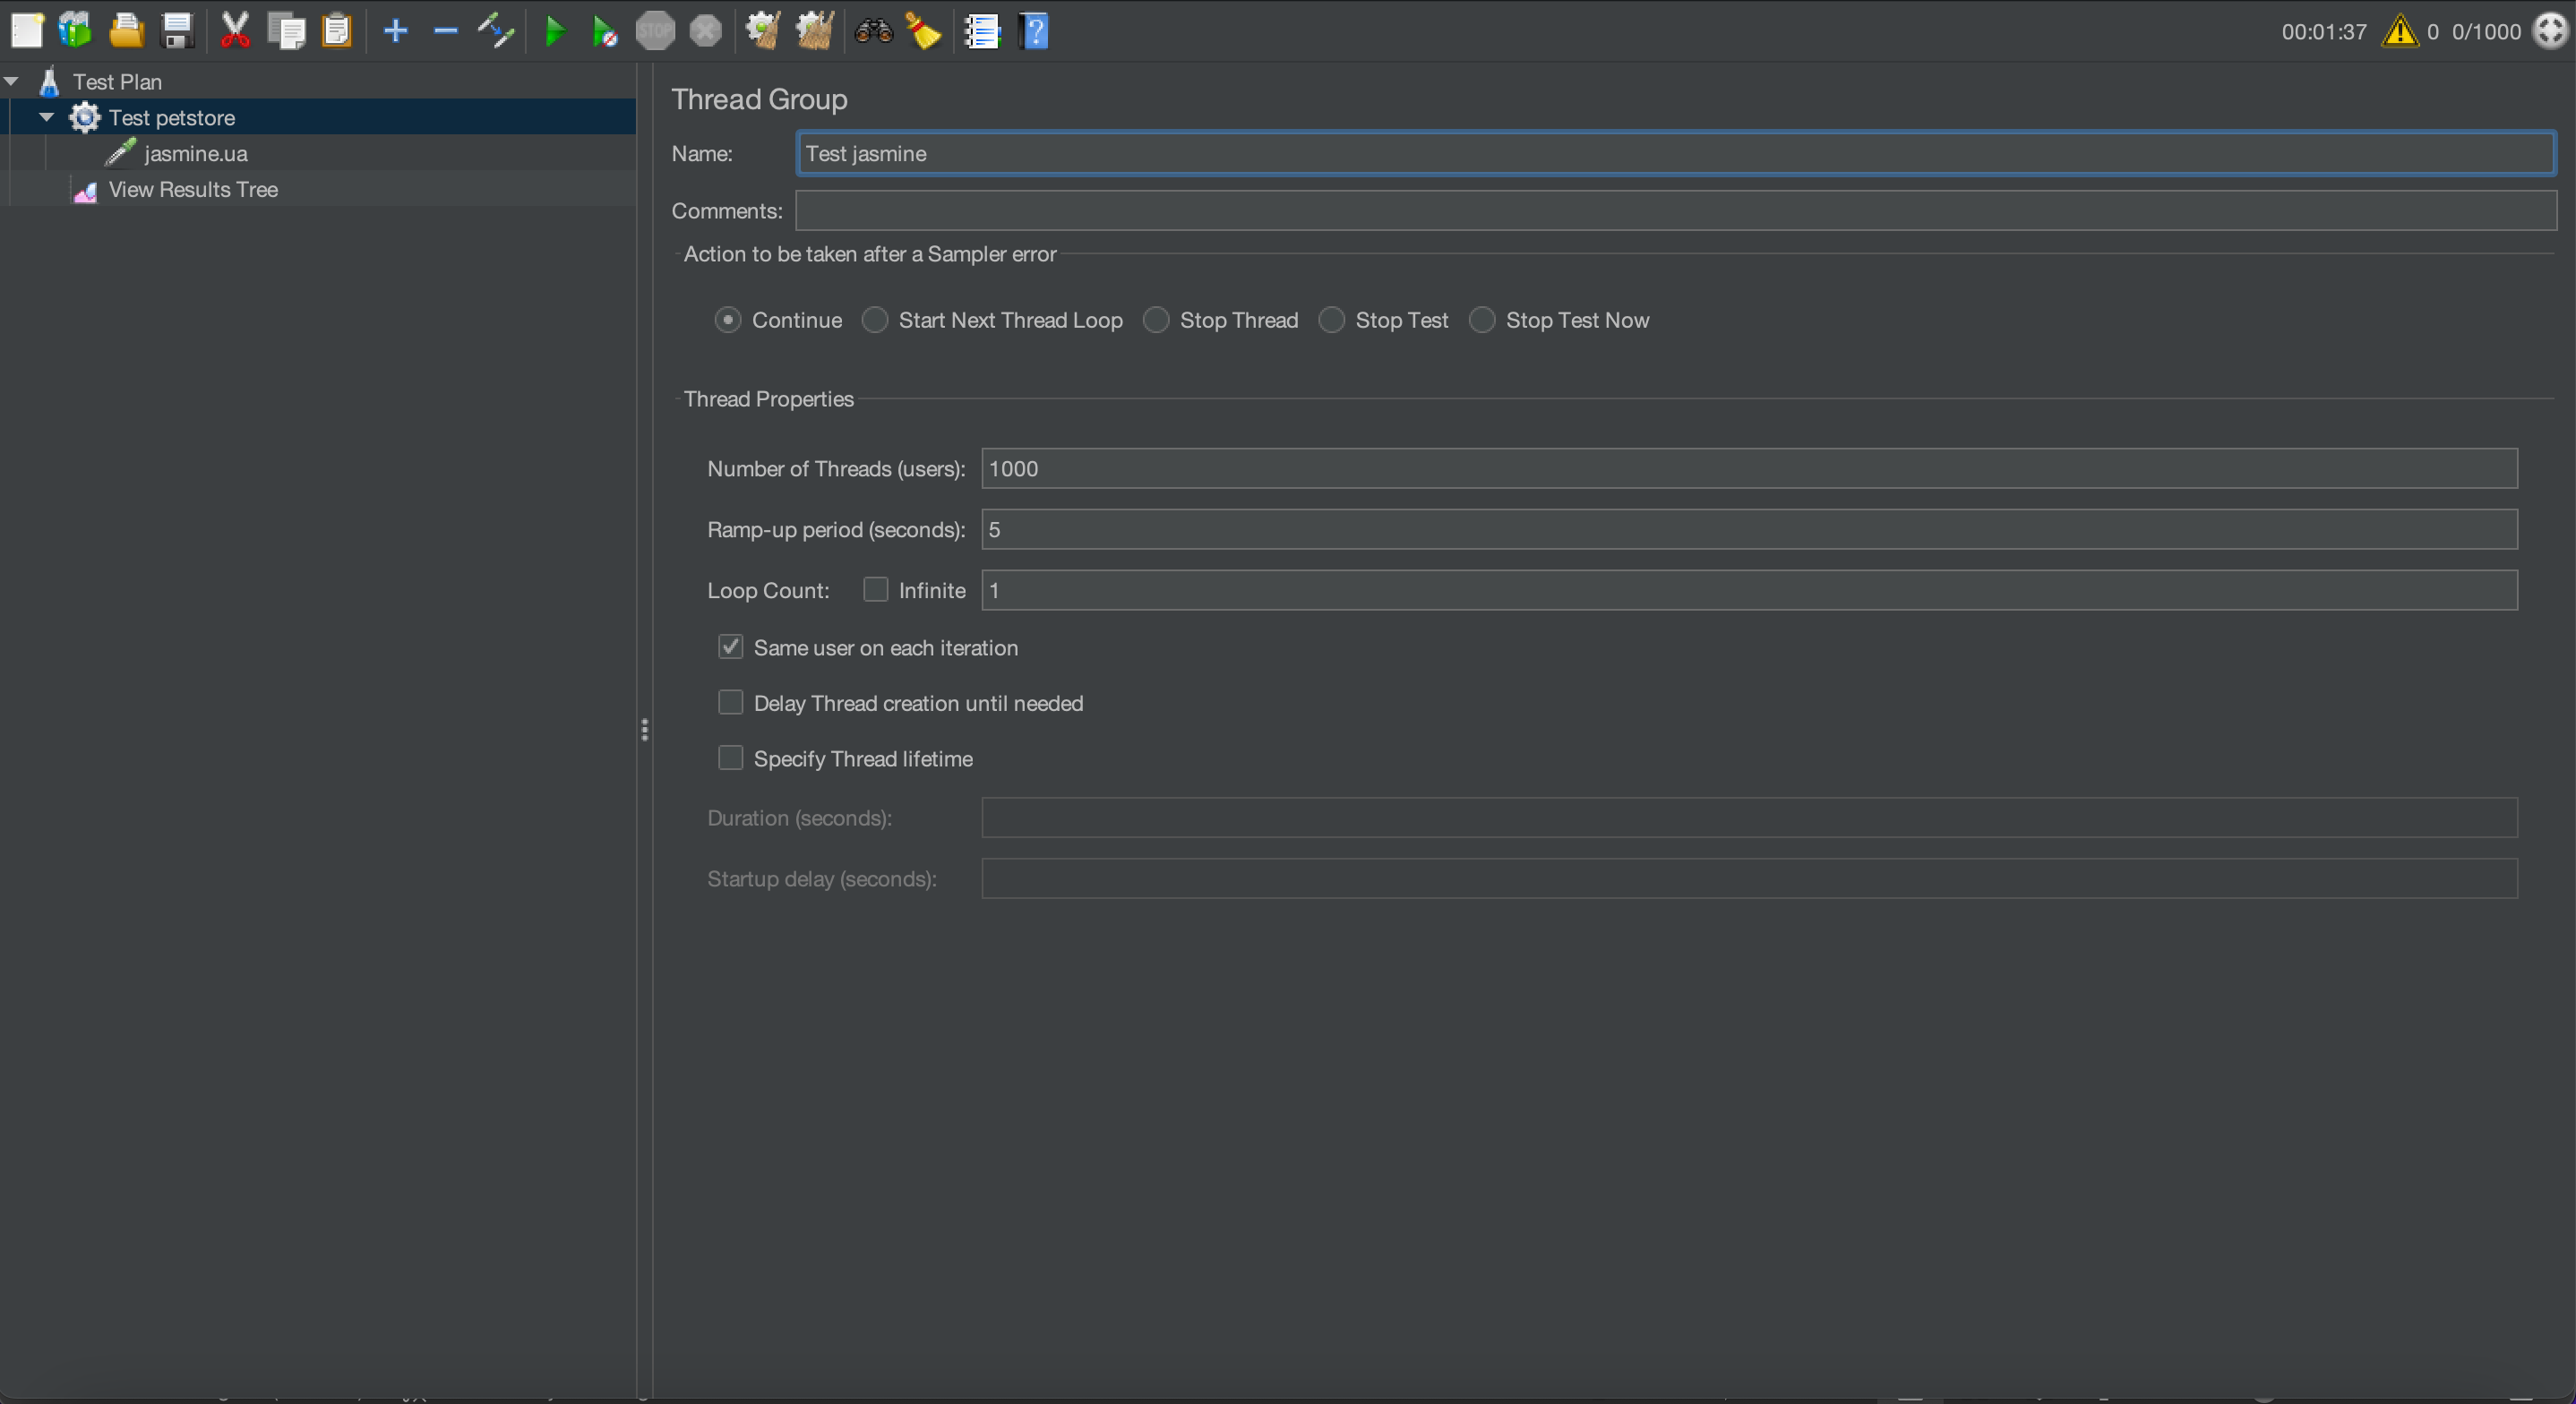 STOP
00:01:37 0 0/1000
Test Plan
Test petstore
jasmine.ua
View Results Tree
Thread Group
Name: Test jasmine
Comments:
Action to be taken after a Sampler error
Continue Start Next Thread Loop Stop Thread Stop Test Stop Test Now
Thread Properties
Number of Threads (users): 1000
Ramp-up period (seconds): 5
Loop Count: Infinite 1
Same user on each iteration
Delay Thread creation until needed
Specify Thread lifetime
Duration (seconds):
Startup delay (seconds):